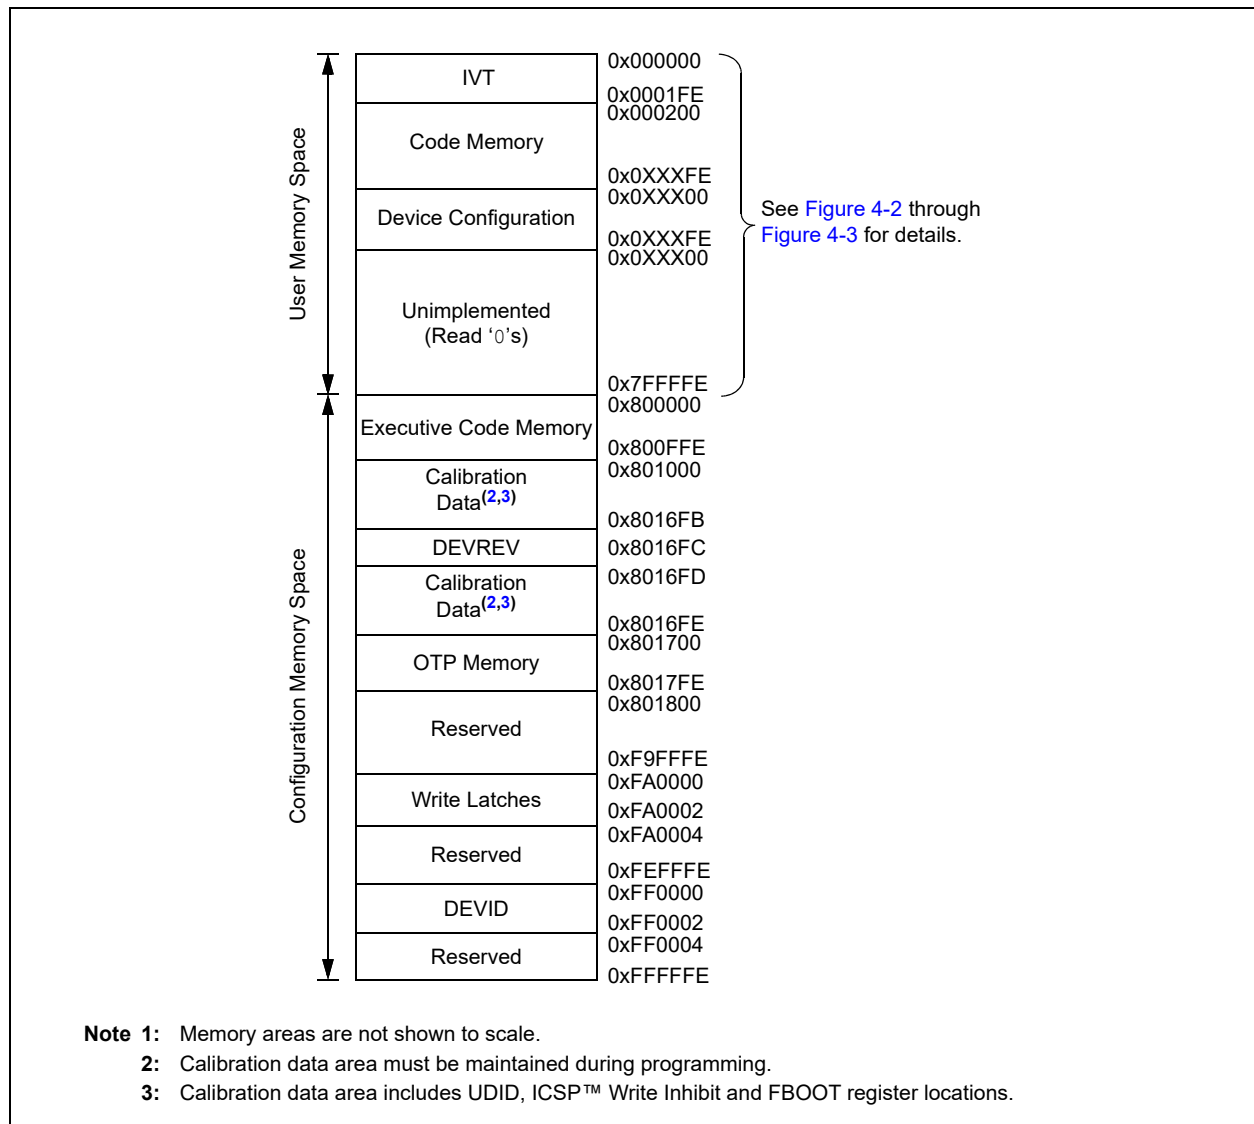 User Memory Space
IVT
0x000000
0x0001FE
0x000200
Code Memory
0x0XXXFE
0x0XXX00
Device Configuration
0x0XXXFE
0x0XXX00
Unimplemented
(Read ‘0’s)
0x7FFFFE
See Figure 4-2 through
Figure 4-3 for details.
Configuration Memory Space
0x800000
Executive Code Memory
0x800FFE
0x801000
Calibration
Data(2,3)
0x8016FB
DEVREV
0x8016FC
0x8016FD
Calibration
Data(2,3)
0x8016FE
0x801700
OTP Memory
0x8017FE
0x801800
Reserved
0xF9FFFE
0xFA0000
Write Latches
0xFA0002
0xFA0004
Reserved
0xFEFFFE
0xFF0000
DEVID
0xFF0002
0xFF0004
Reserved
0xFFFFFE
Note 1: Memory areas are not shown to scale.
2: Calibration data area must be maintained during programming.
3: Calibration data area includes UDID, ICSP™ Write Inhibit and FBOOT register locations.